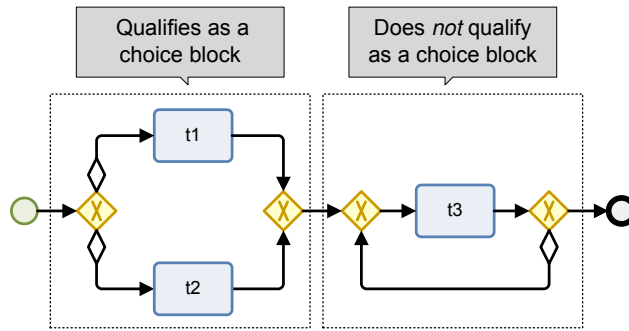 Qualifies as a
choice block
Does not qualify
as a choice block
t1
X
X
X
t3
X
t2